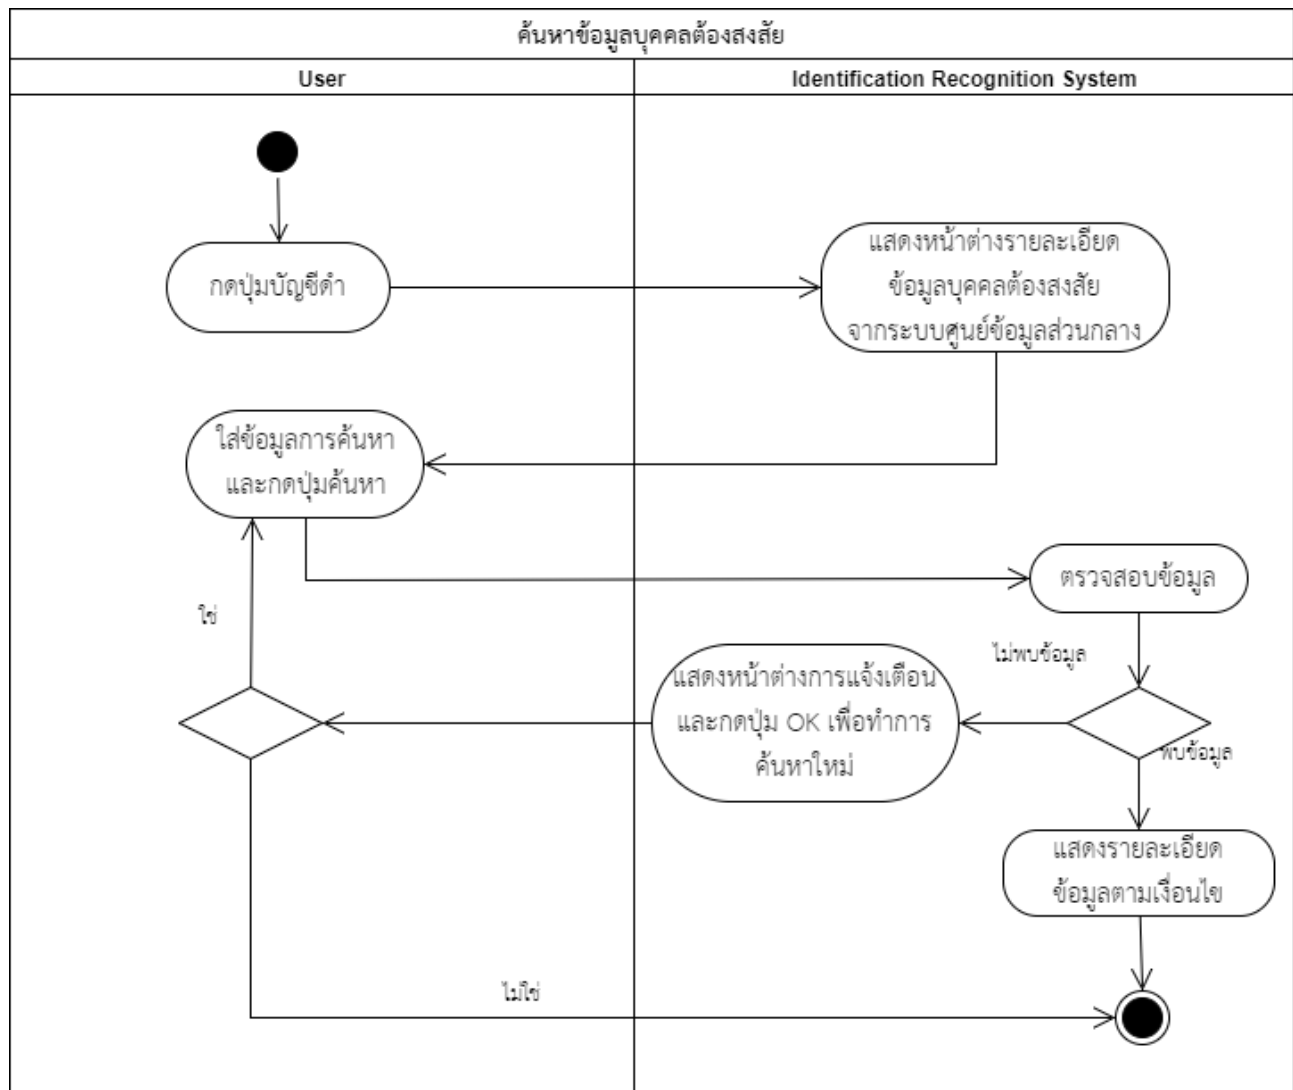 ค้นหาข้อมูลบุคคลต้องสงสัย
User
Identification Recognition System
กดปุ่มบัญชีดำ
แสดงหน้าต่างรายละเอียด
ข้อมูลบุคคลต้องสงสัย
จากระบบศูนย์ข้อมูลส่วนกลาง
ใส่ข้อมูลการค้นหา
และกดปุ่มค้นหา
ตรวจสอบข้อมูล
ใช่
ไม่พบข้อมูล
แสดงหน้าต่างการแจ้งเตือน
และกดปุ่ม OK เพื่อทำการ
ค้นหาใหม่
พบข้อมูล
แสดงรายละเอียด
ข้อมูลตามเงื่อนไข
ไม่ใช่